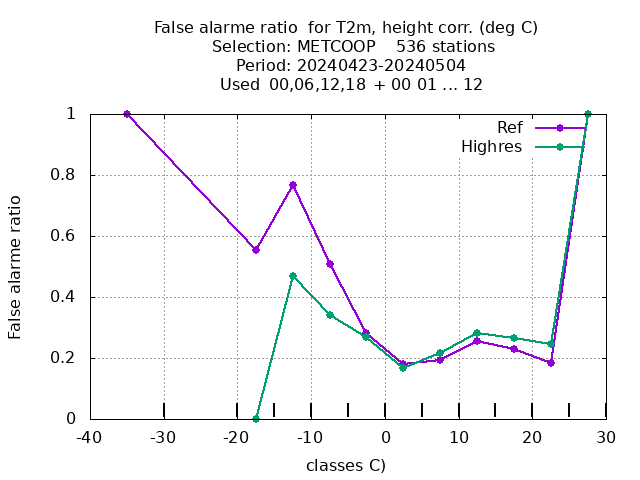 False alarme ratio  for T2m, height corr. (deg C)
Selection: METCOOP    536 stations
Period: 20240423-20240504
Used  00,06,12,18  + 00 01 ... 12
Ref
Highres
False alarme ratio
1
0.8
0.6
0.4
0.2
0
-40 -30 -20 -10 0 10 20 30
classes C)